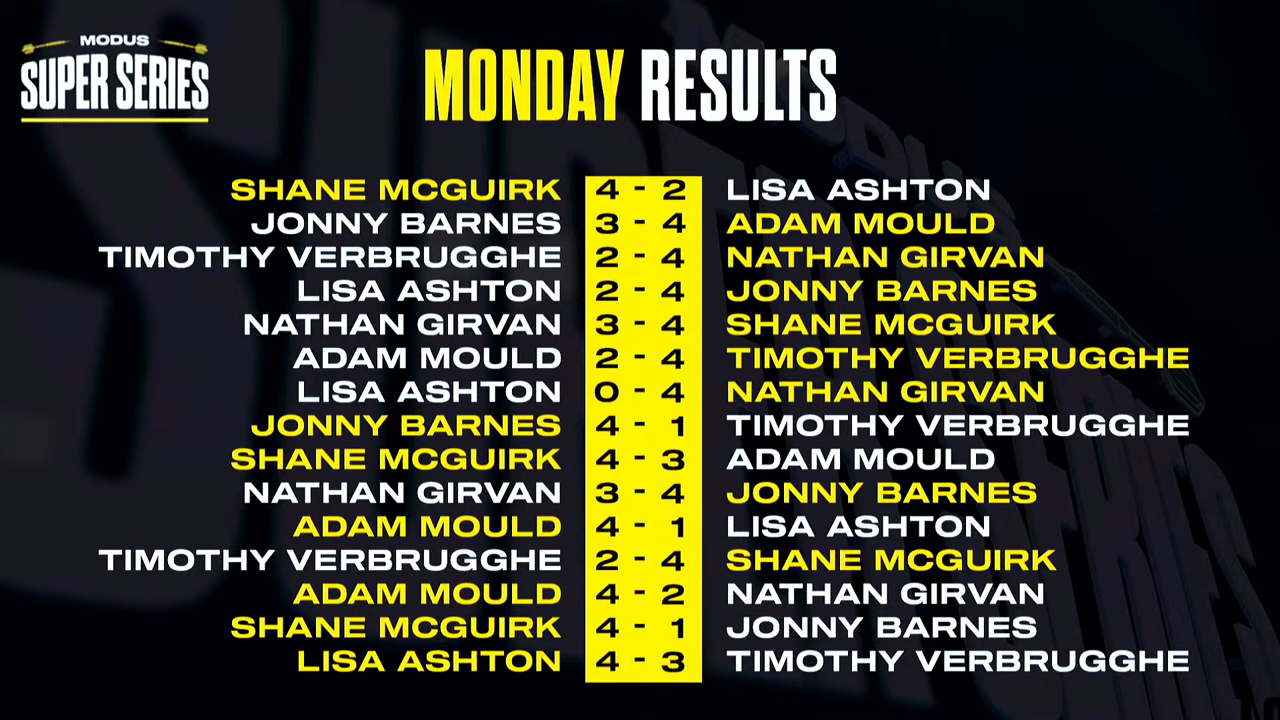 MODUS
SUPER SERIES
MONDAY RESULTS
SHANE MCGUIRK 4 - 2 LISA ASHTON
JONNY BARNES 3 - 4 ADAM MOULD
TIMOTHY VERBRUGGHE 2 - 4 NATHAN GIRVAN
LISA ASHTON 2 - 4 JONNY BARNES
NATHAN GIRVAN 3 - 4 SHANE MCGUIRK
ADAM MOULD 2 - 4 TIMOTHY VERBRUGGHE
LISA ASHTON 0 - 4 NATHAN GIRVAN
JONNY BARNES 4 - 1 TIMOTHY VERBRUGGHE
SHANE MCGUIRK 4 - 3 ADAM MOULD
NATHAN GIRVAN 3 - 4 JONNY BARNES
ADAM MOULD 4 - 1 LISA ASHTON
TIMOTHY VERBRUGGHE 2 - 4 SHANE MCGUIRK
ADAM MOULD 4 - 2 NATHAN GIRVAN
SHANE MCGUIRK 4 - 1 JONNY BARNES
LISA ASHTON 4 - 3 TIMOTHY VERBRUGGHE